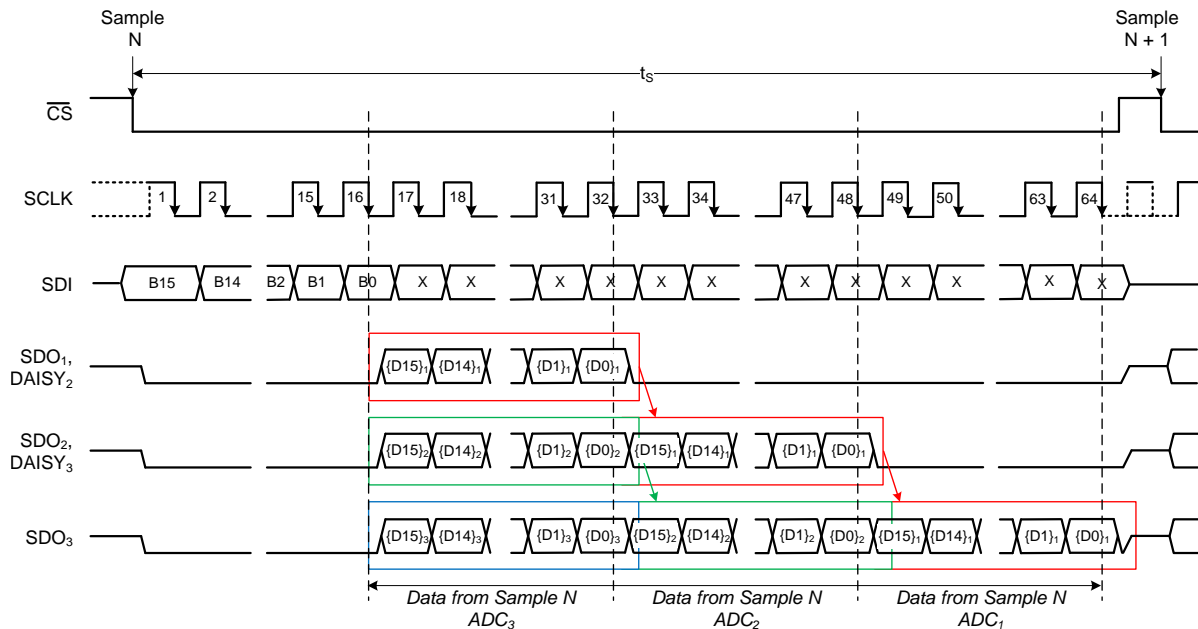 Sample Sample
N N + 1
tS
CS
SCLK 1 2 15 16 17 18 31 32 33 34 47 48 49 50 63 64
SDI B15 B14 B2 B1 B0 X X X X X X X X X X X X
SDO1, {D15}1 {D14}1 {D1}1 {D0}1
DAISY2
SDO2, {D15}2 {D14}2 {D1}2 {D0}2 {D15}1 {D14}1 {D1}1 {D0}1
DAISY3
SDO3 {D15}3 {D14}3 {D1}3 {D0}3 {D15}2 {D14}2 {D1}2 {D0}2 {D15}1 {D14}1 {D1}1 {D0}1
Data from Sample N Data from Sample N Data from Sample N
ADC3 ADC2 ADC1